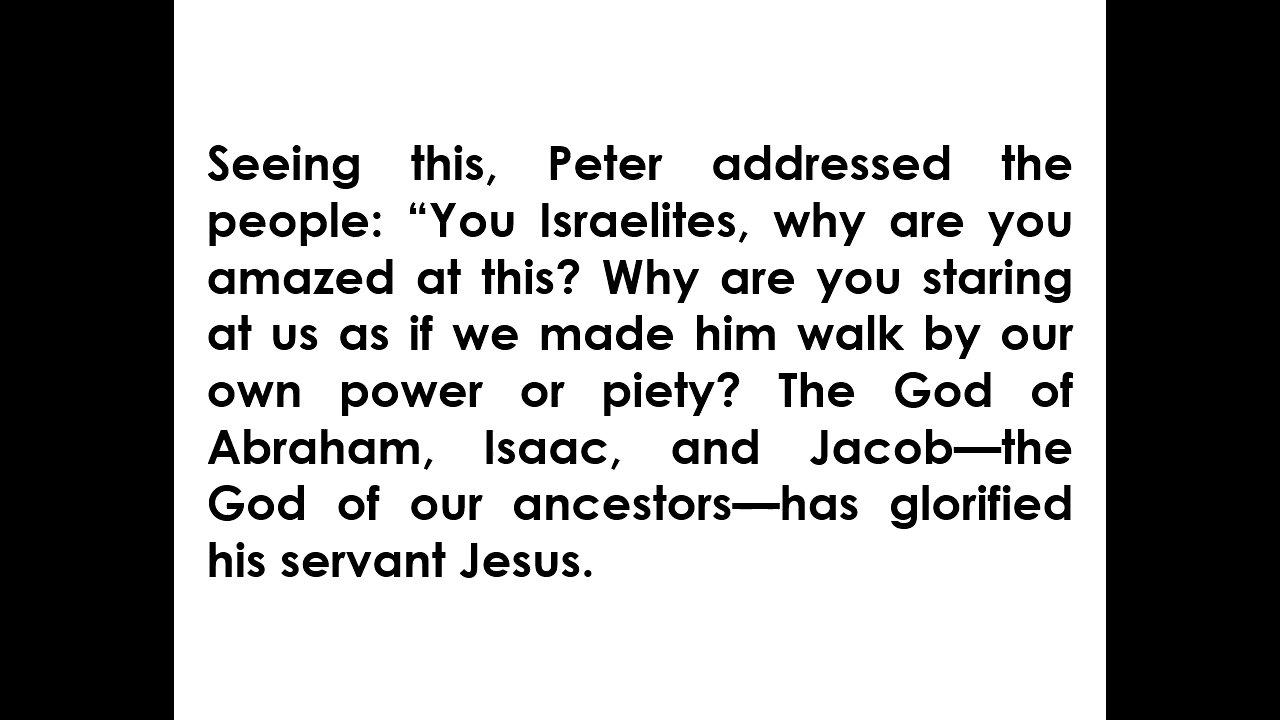 Seeing this, Peter addressed the
people: “You Israelites, why are you
amazed at this? Why are you staring
at us as if we made him walk by our
own power or piety? The God of
Abraham, Isaac, and Jacob—the
God of our ancestors—has glorified
his servant Jesus.